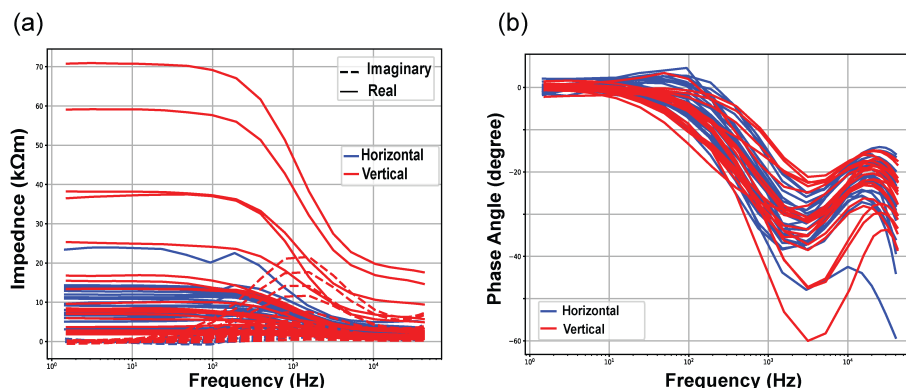 (a)
(b)
70
60
50
40
30
20
10
0
Impednce (kΩm)
Imaginary
Real
Horizontal
Vertical
10⁰ 10¹ 10² 10³ 10⁴
Frequency (Hz)
0
−20
−40
−60
Phase Angle (degree)
Horizontal
Vertical
10⁰ 10¹ 10² 10³ 10⁴
Frequency (Hz)